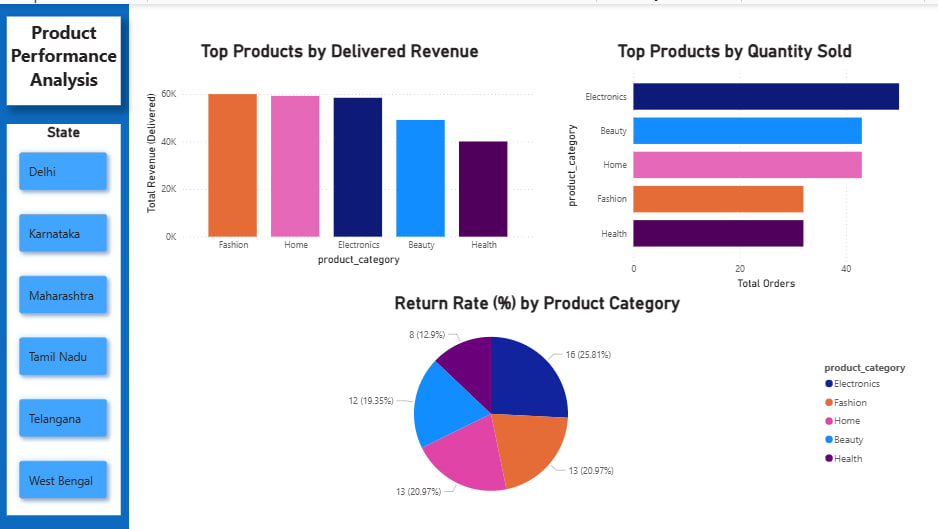 Product
Performance
Analysis
State
Delhi
Karnataka
Maharashtra
Tamil Nadu
Telangana
West Bengal
Top Products by Delivered Revenue
Total Revenue (Delivered)
60K
40K
20K
0K
Fashion
Home
Electronics
Beauty
Health
product_category
Top Products by Quantity Sold
product_category
Electronics
Beauty
Home
Fashion
Health
0
20
40
Total Orders
Return Rate (%) by Product Category
8 (12.9%)
16 (25.81%)
12 (19.35%)
13 (20.97%)
13 (20.97%)
product_category
Electronics
Fashion
Home
Beauty
Health